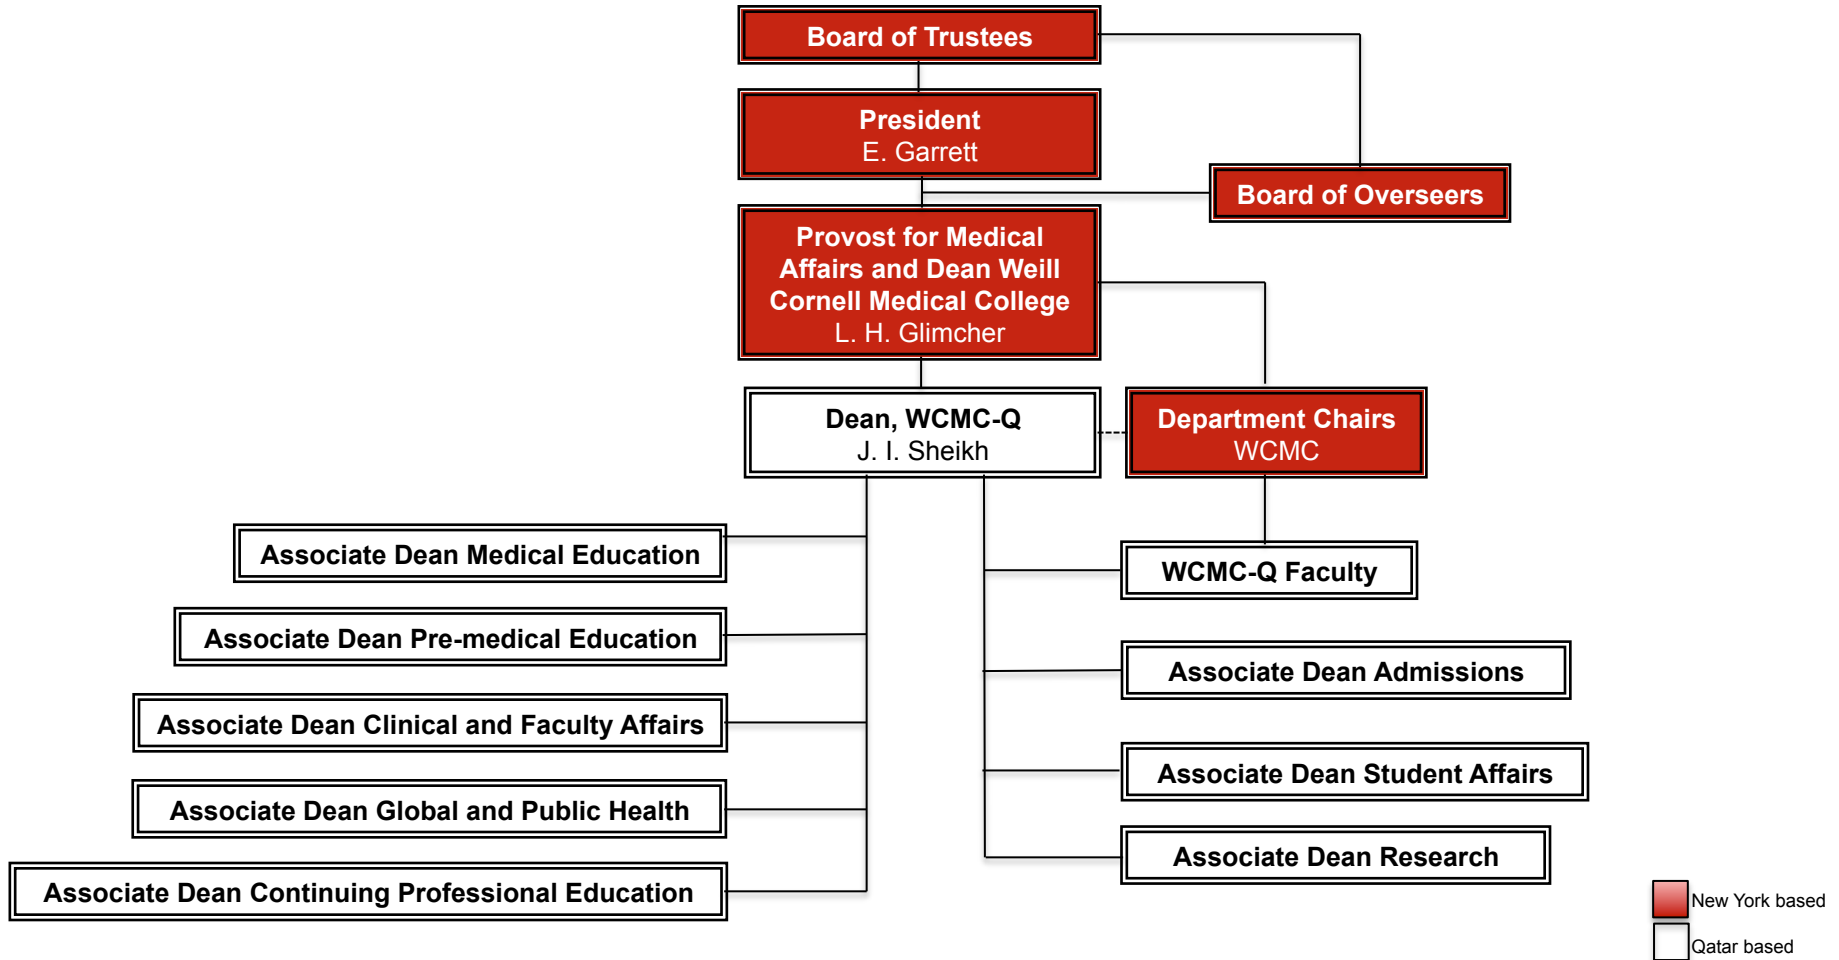 Board of Trustees
President
E. Garrett
Board of Overseers
Provost for Medical
Affairs and Dean Weill
Cornell Medical College
L. H. Glimcher
Dean, WCMC-Q
J. I. Sheikh
Department Chairs
WCMC
Associate Dean Medical Education
WCMC-Q Faculty
Associate Dean Pre-medical Education
Associate Dean Admissions
Associate Dean Clinical and Faculty Affairs
Associate Dean Student Affairs
Associate Dean Global and Public Health
Associate Dean Research
Associate Dean Continuing Professional Education
New York based
Qatar based